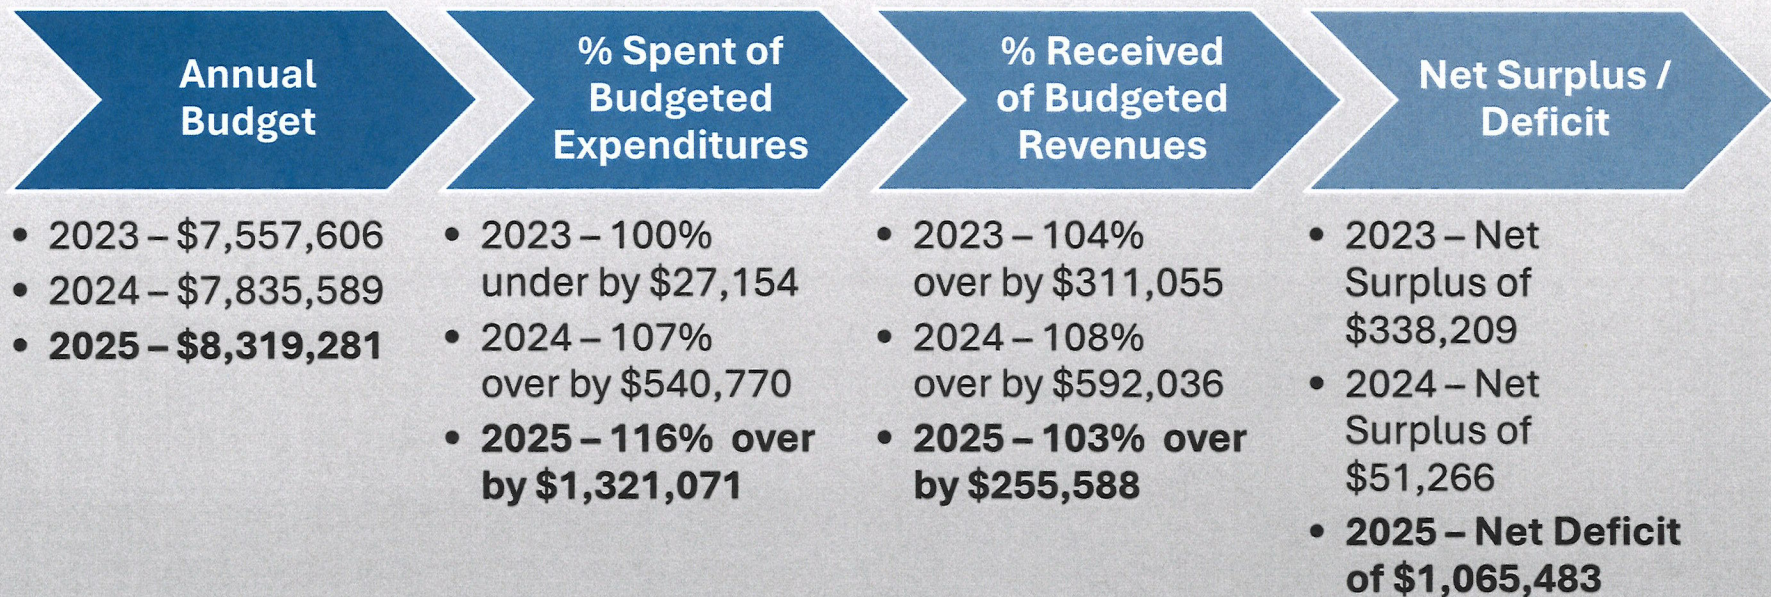 Annual
Budget
% Spent of
Budgeted
Expenditures
% Received
of Budgeted
Revenues
Net Surplus /
Deficit
• 2023 – $7,557,606
• 2024 – $7,835,589
• 2025 – $8,319,281
• 2023 – 100%
under by $27,154
• 2024 – 107%
over by $540,770
• 2025 – 116% over
by $1,321,071
• 2023 – 104%
over by $311,055
• 2024 – 108%
over by $592,036
• 2025 – 103% over
by $255,588
• 2023 – Net
Surplus of
$338,209
• 2024 – Net
Surplus of
$51,266
• 2025 – Net Deficit
of $1,065,483